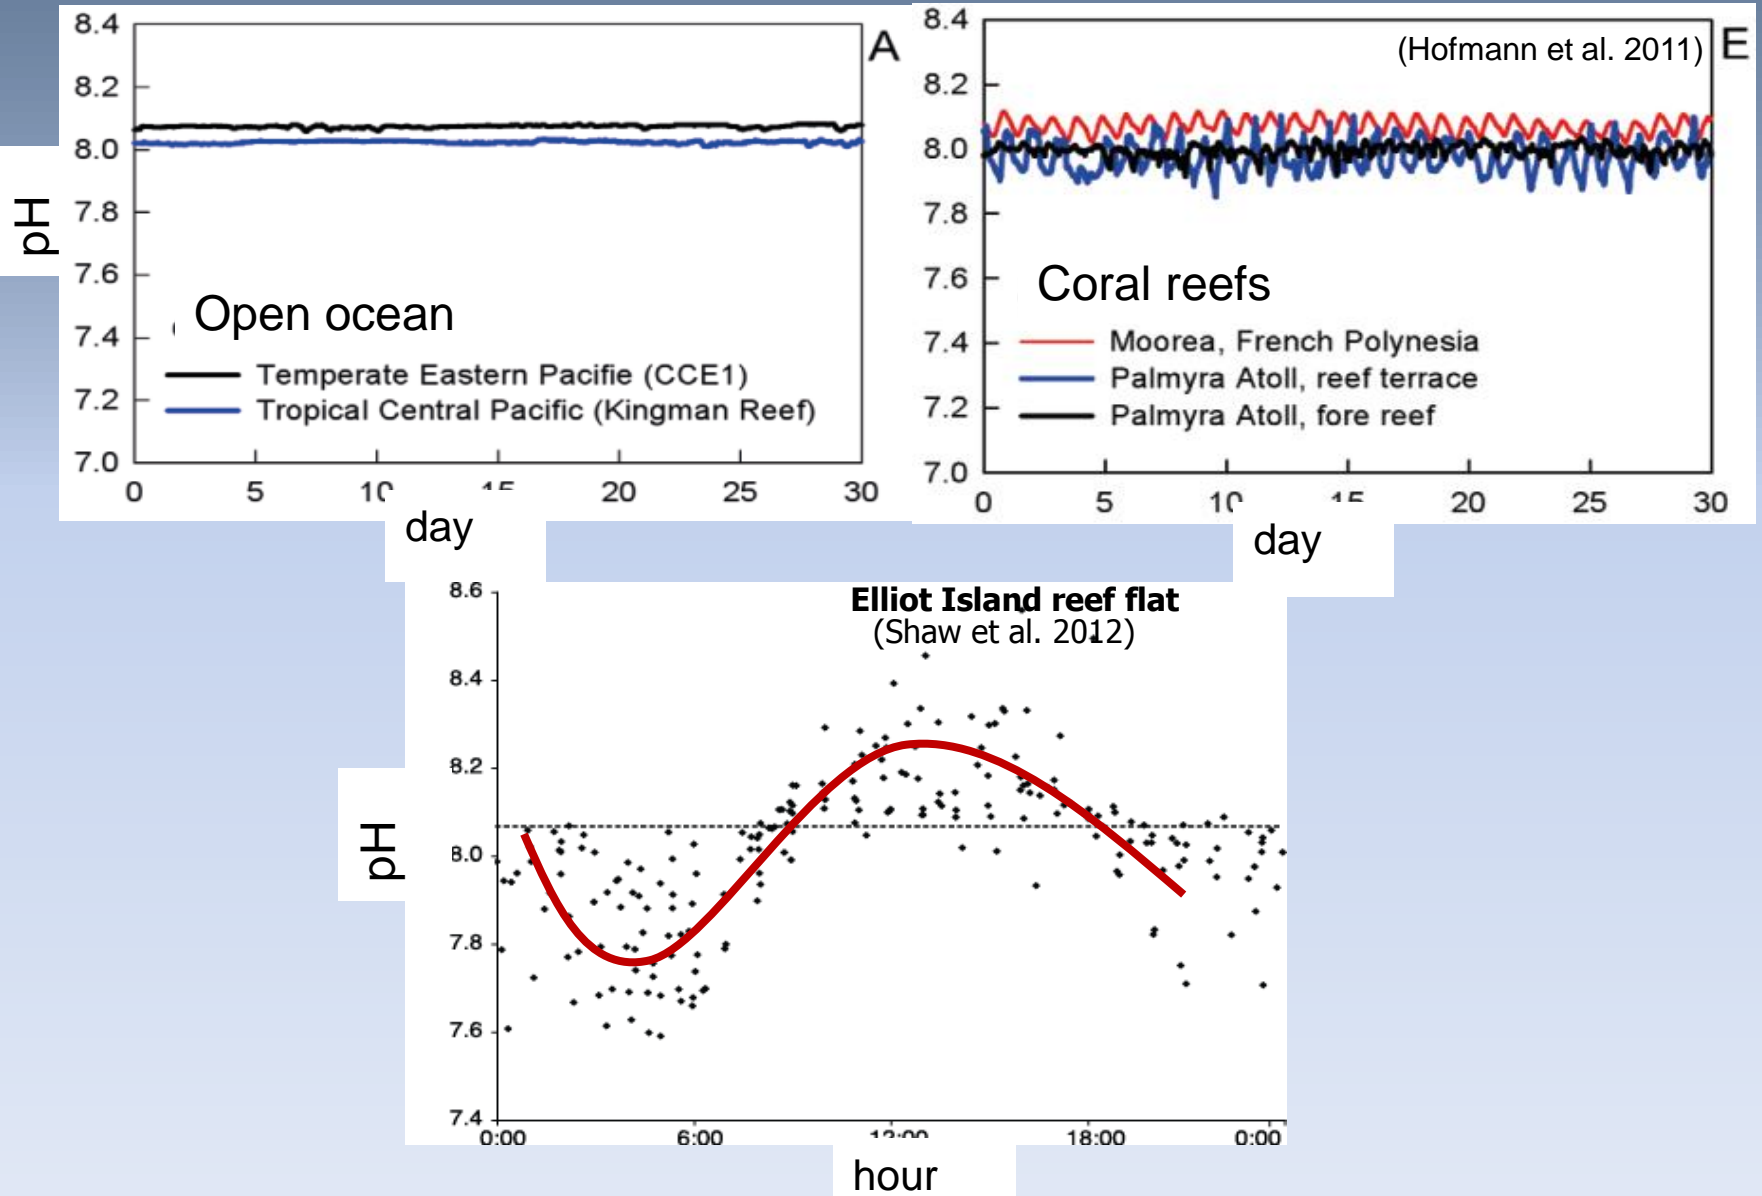 8.4
8.2
8.0
7.8
7.6
7.4
7.2
7.0
pH
A
Open ocean
Temperate Eastern Pacifie (CCE1)
Tropical Central Pacific (Kingman Reef)
0 5 25 20 30
day
8.4
8.2
8.0
7.8
7.6
7.4
7.2
7.0
(Hofmann et al. 2011)
E
Coral reefs
Moorea, French Polynesia
Palmyra Atoll, reef terrace
Palmyra Atoll, fore reef
0 5 20 25 30
day
Elliot Island reef flat
(Shaw et al. 2012)
8.6
8.4
8.2
8.0
7.8
7.6
7.4
pH
0:00 6:00 12:00 18:00 0:00
hour